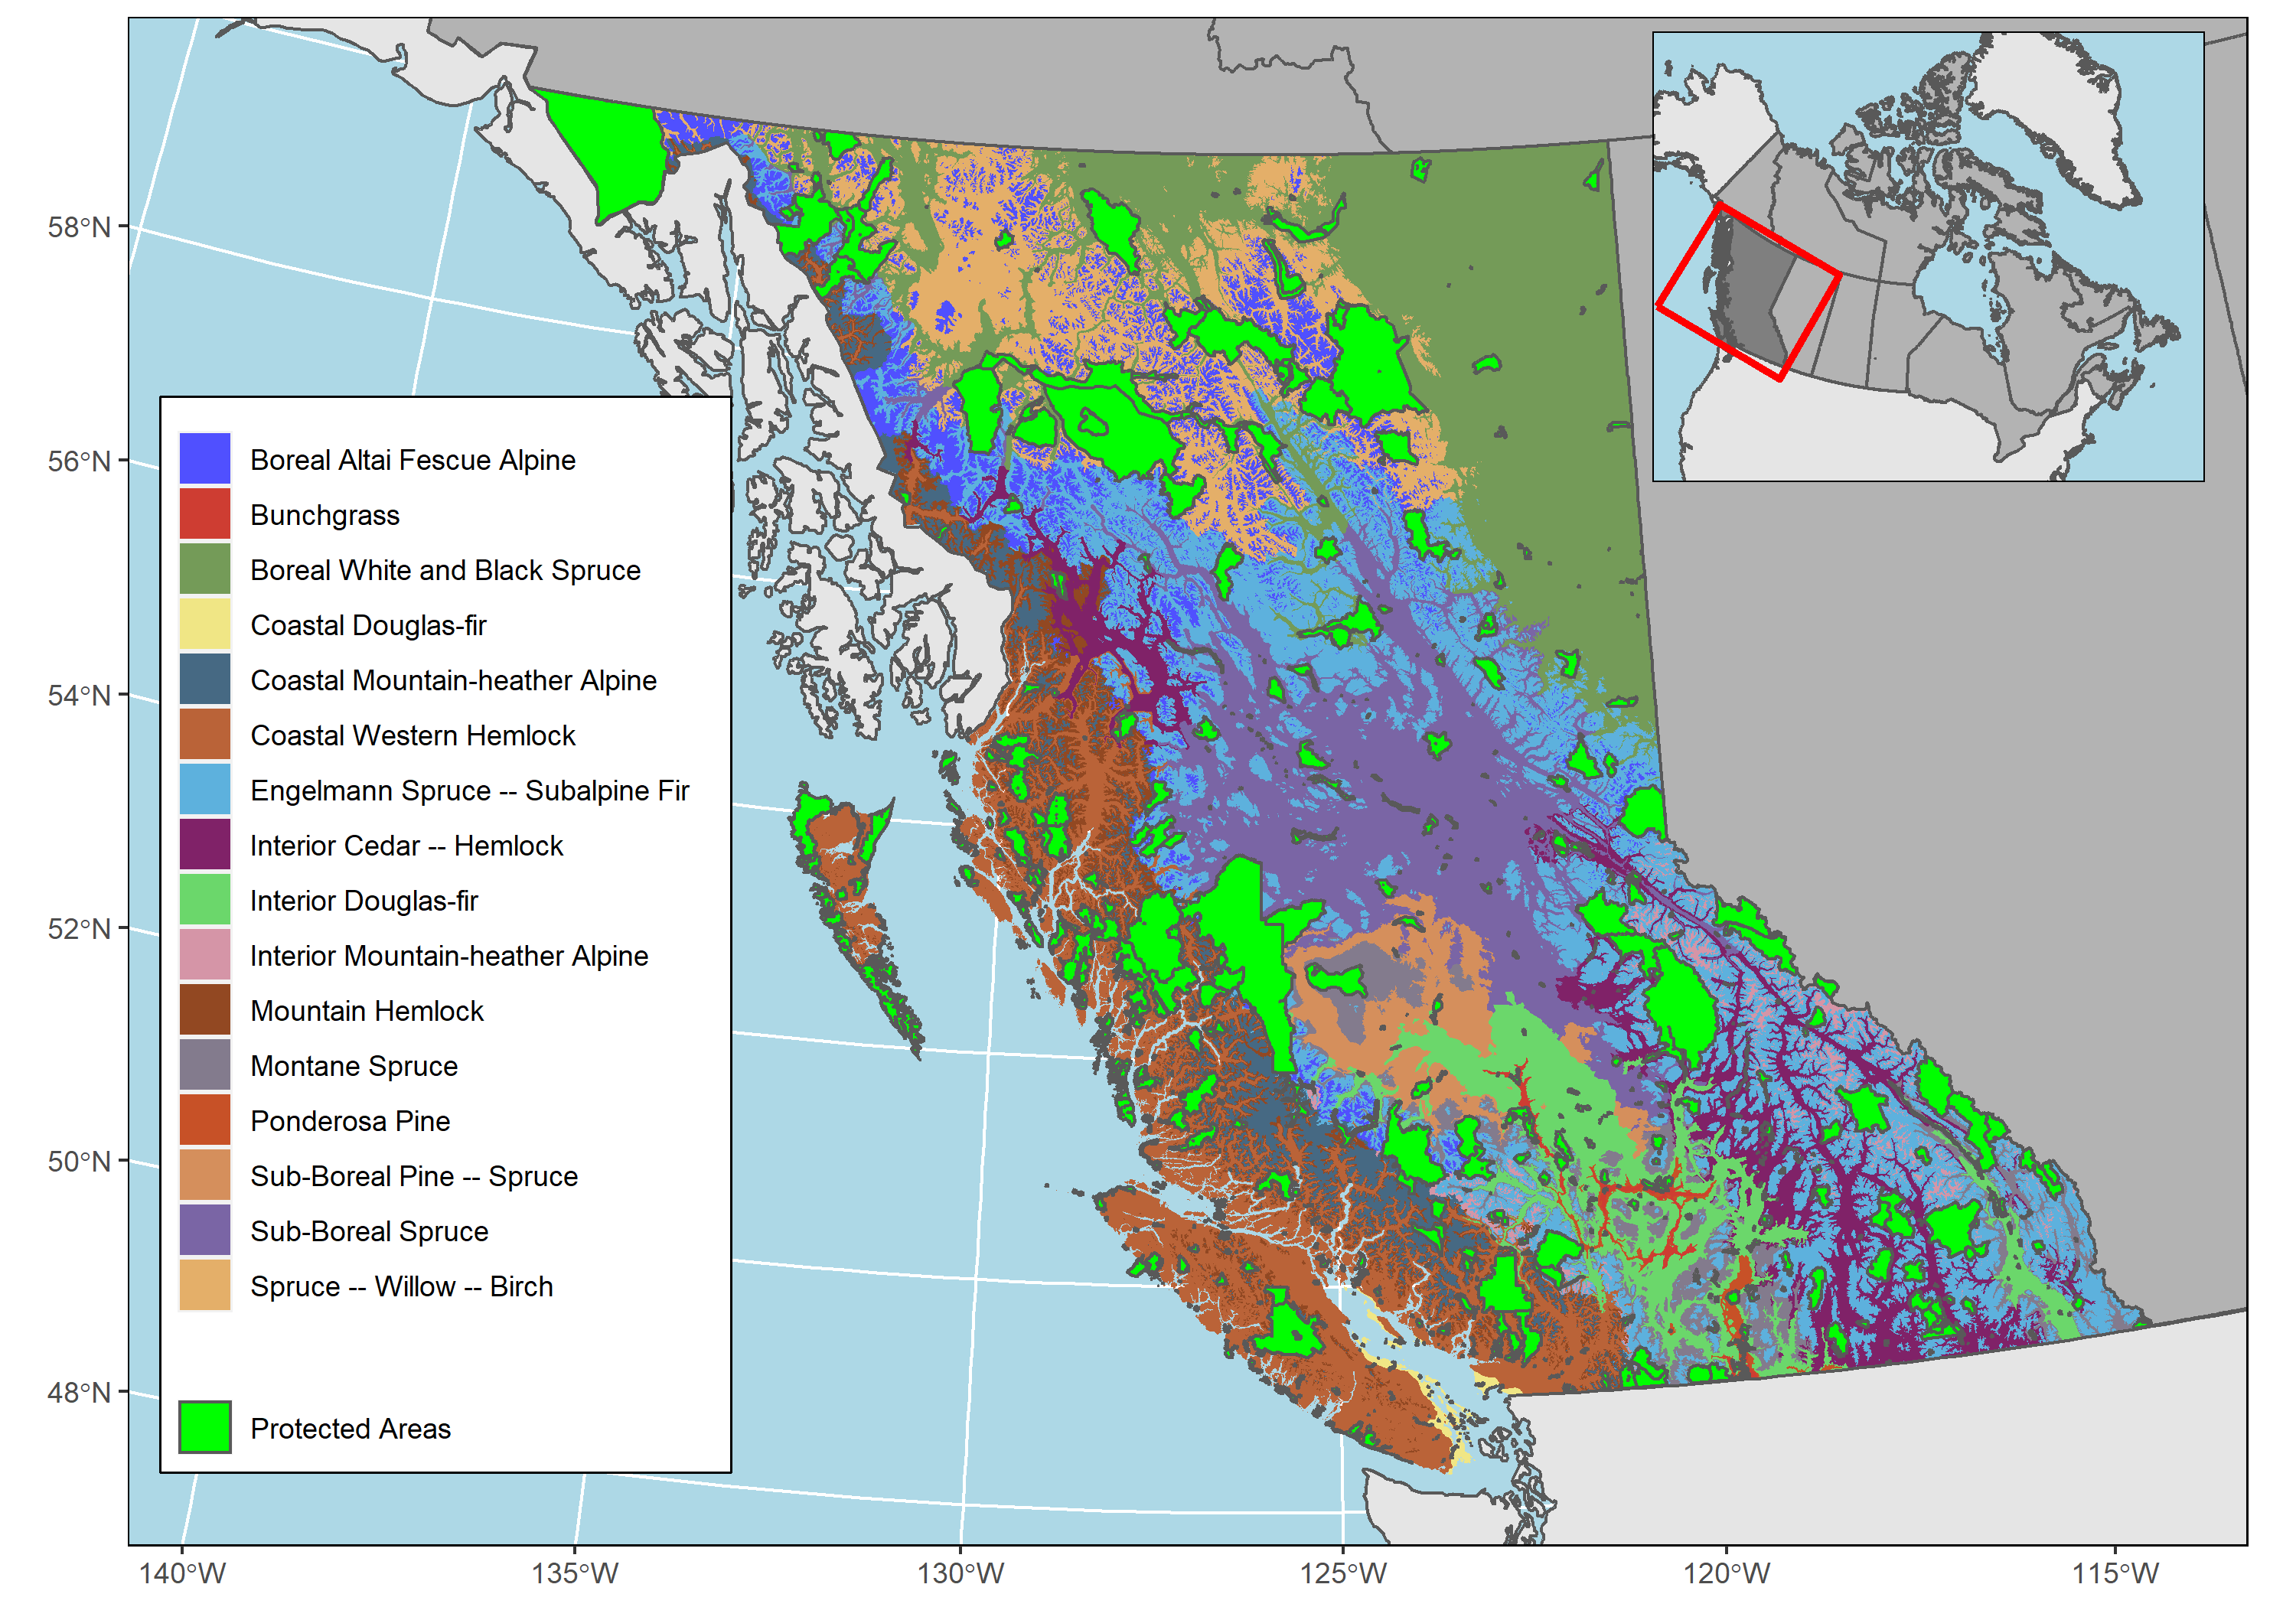 58°N
56°N
54°N
52°N
50°N
48°N
Boreal Altai Fescue Alpine
Bunchgrass
Boreal White and Black Spruce
Coastal Douglas-fir
Coastal Mountain-heather Alpine
Coastal Western Hemlock
Engelmann Spruce -- Subalpine Fir
Interior Cedar -- Hemlock
Interior Douglas-fir
Interior Mountain-heather Alpine
Mountain Hemlock
Montane Spruce
Ponderosa Pine
Sub-Boreal Pine -- Spruce
Sub-Boreal Spruce
Spruce -- Willow -- Birch
Protected Areas
140°W 135°W 130°W 125°W 120°W 115°W